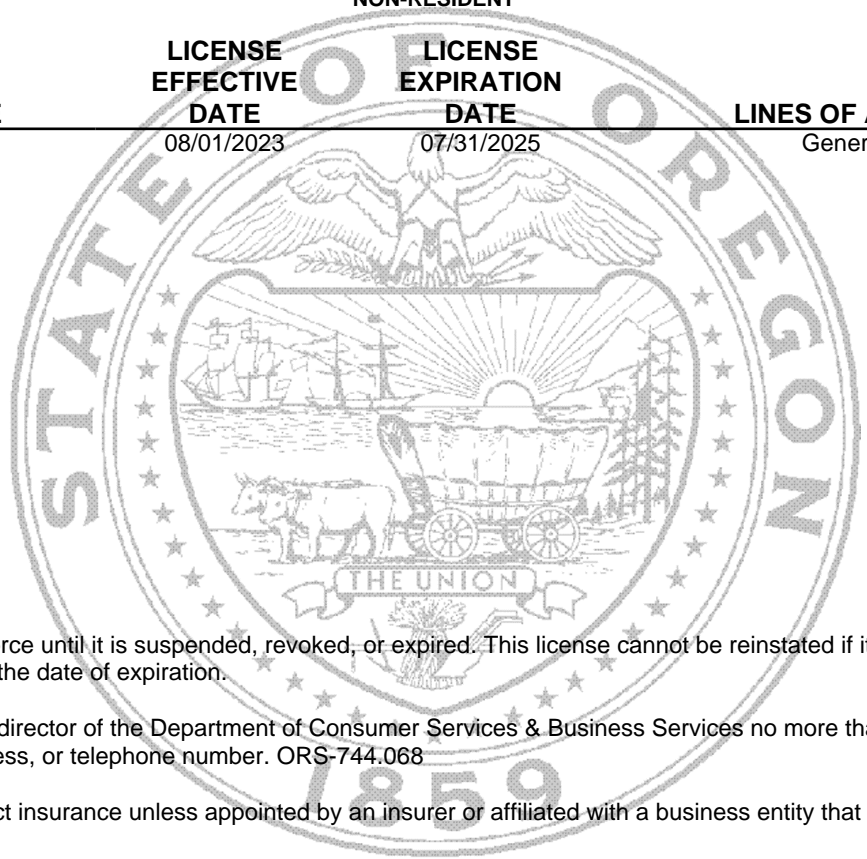 NON-RESIDENT
LICENSE EFFECTIVE DATE
LICENSE EXPIRATION DATE
LINES OF A
08/01/2023 07/31/2025 Gener
STATE OF OREGON
THE UNION
1859
rce until it is suspended, revoked, or expired. This license cannot be reinstated if it
the date of expiration.
director of the Department of Consumer Services & Business Services no more tha
ess, or telephone number. ORS-744.068
ct insurance unless appointed by an insurer or affiliated with a business entity that